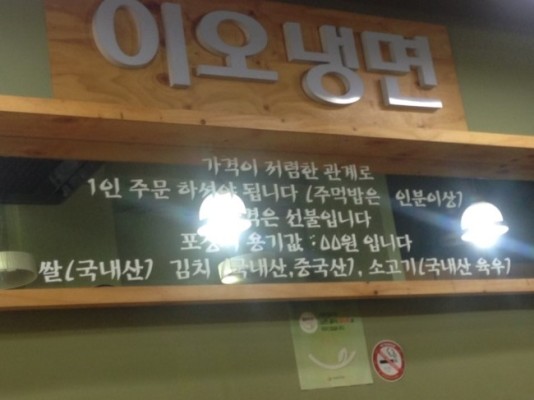 이오냉면
가격이 저렴한 관계로
1인 주문 하셔야 됩니다 (주먹밥은 인분이상)
은 선불입니다
용기값 : 00원 입니다
쌀(국내산) 김치 (국내산,중국산), 소고기(국내산 육우)